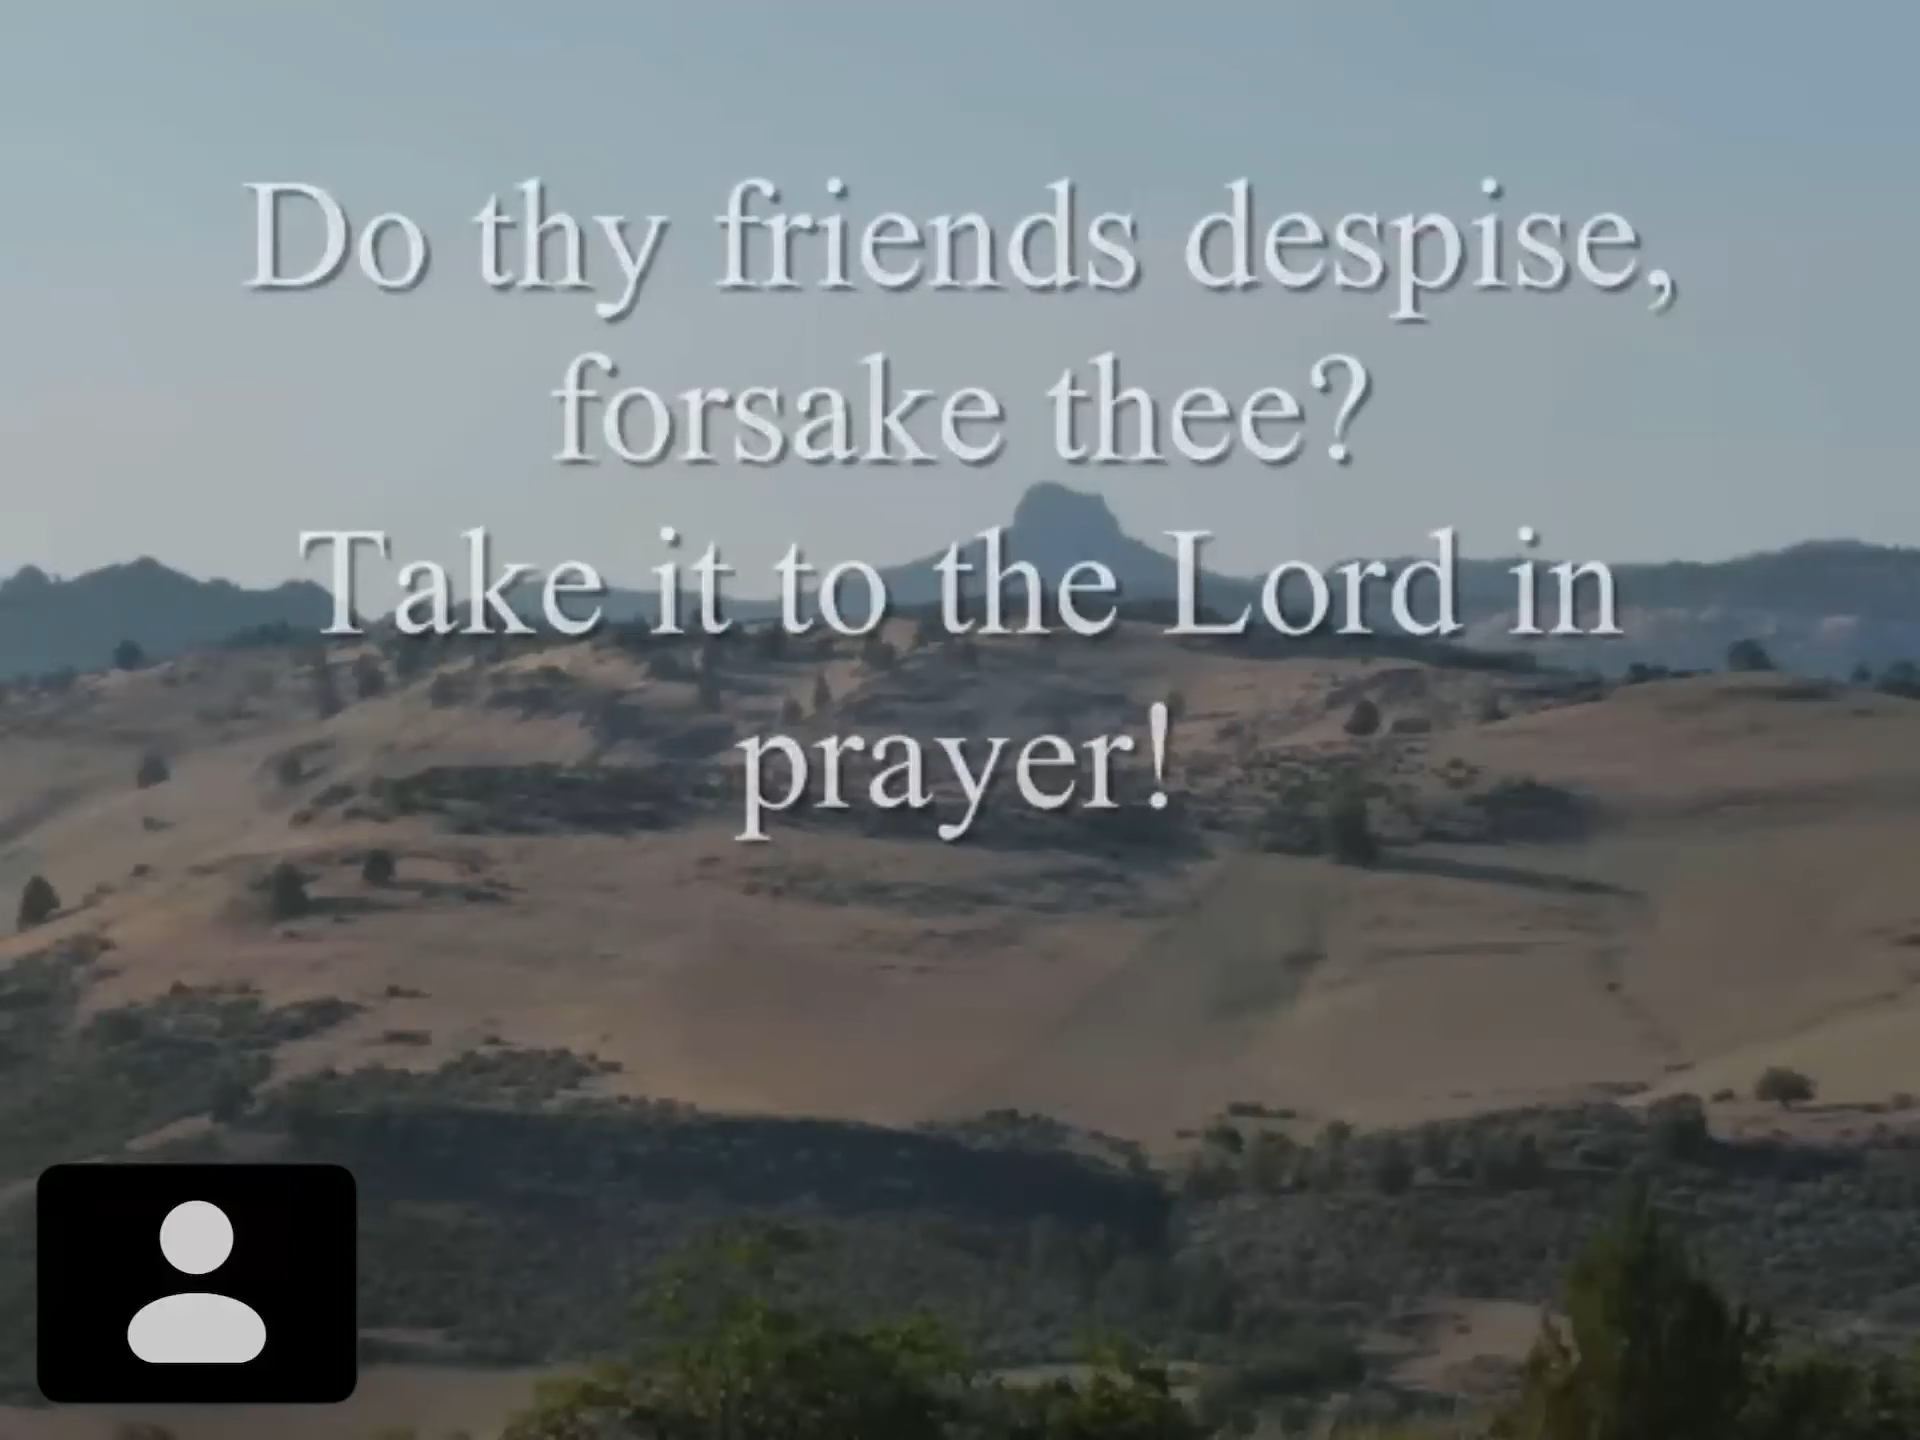 Do thy friends despise,
forsake thee?
Take it to the Lord in
prayer!